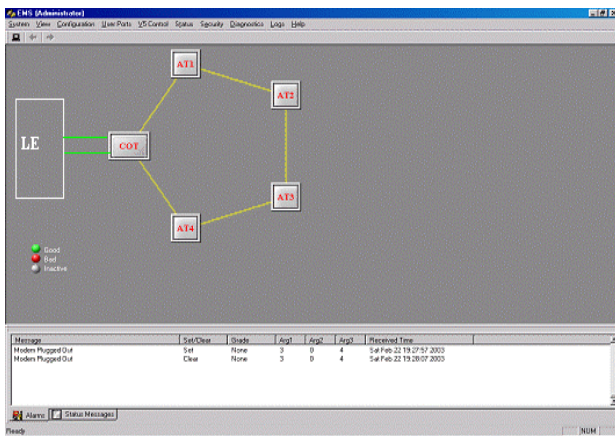 EMS (Administrator)
System View Configuration User Ports V5 Control Status Security Diagnostics Logs Help
AT1
AT2
LE
COT
AT3
AT4
Good
Bad
Inactive
Message Set/Clear Grade Arg1 Arg2 Arg3 Received Time
Modem Plugged Out Set None 3 0 4 Sat Feb 22 19:27:57 2003
Modem Plugged Out Clear None 3 0 4 Sat Feb 22 19:28:07 2003
Alarms Status Messages
Ready NUM